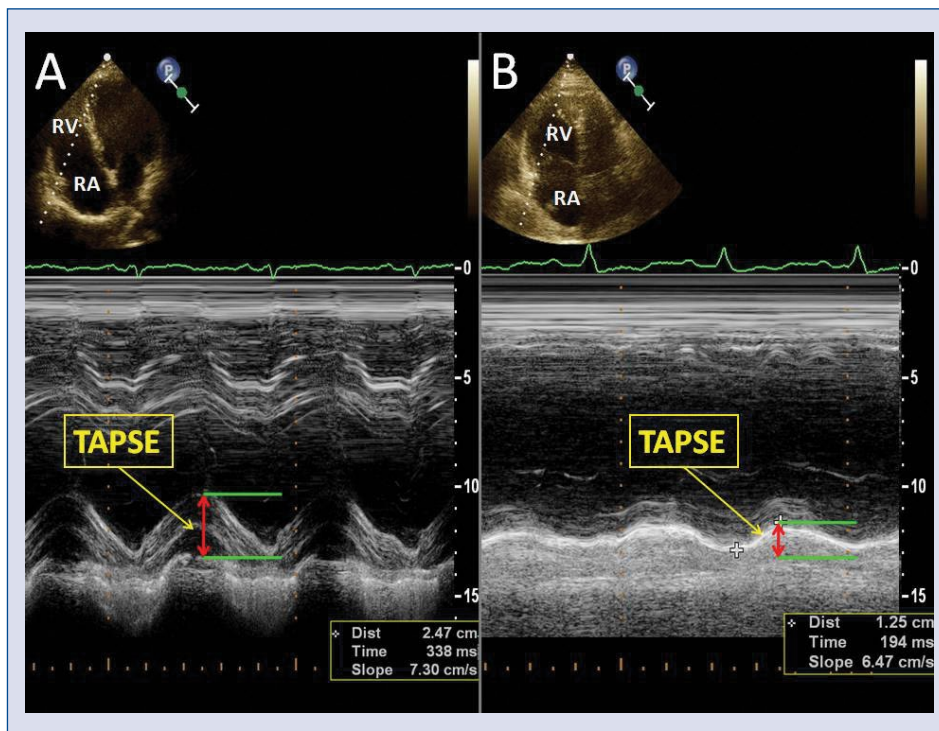 A
P
RV
RA
0
5
TAPSE
10
15
Dist 2.47 cm
Time 338 ms
Slope 7.30 cm/s
B
P
RV
RA
0
5
TAPSE
10
15
Dist 1.25 cm
Time 194 ms
Slope 6.47 cm/s